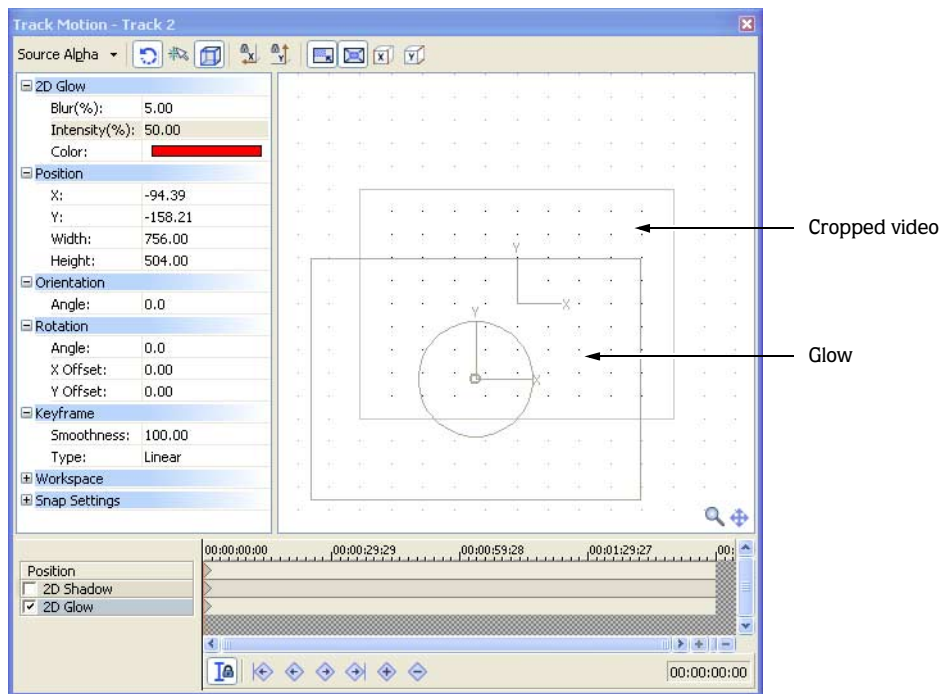 Track Motion - Track 2
Source Alpha
2D Glow
Blur(%): 5.00
Intensity(%): 50.00
Color:
Position
X: -94.39
Y: -158.21
Width: 756.00
Height: 504.00
Orientation
Angle: 0.0
Rotation
Angle: 0.0
X Offset: 0.00
Y Offset: 0.00
Keyframe
Smoothness: 100.00
Type: Linear
Workspace
Snap Settings
Y
X
Y
X
Cropped video
Glow
00:00:00:00 00:00:29:29 00:00:59:28 00:01:29:27 00:
Position
2D Shadow
2D Glow
00:00:00:00